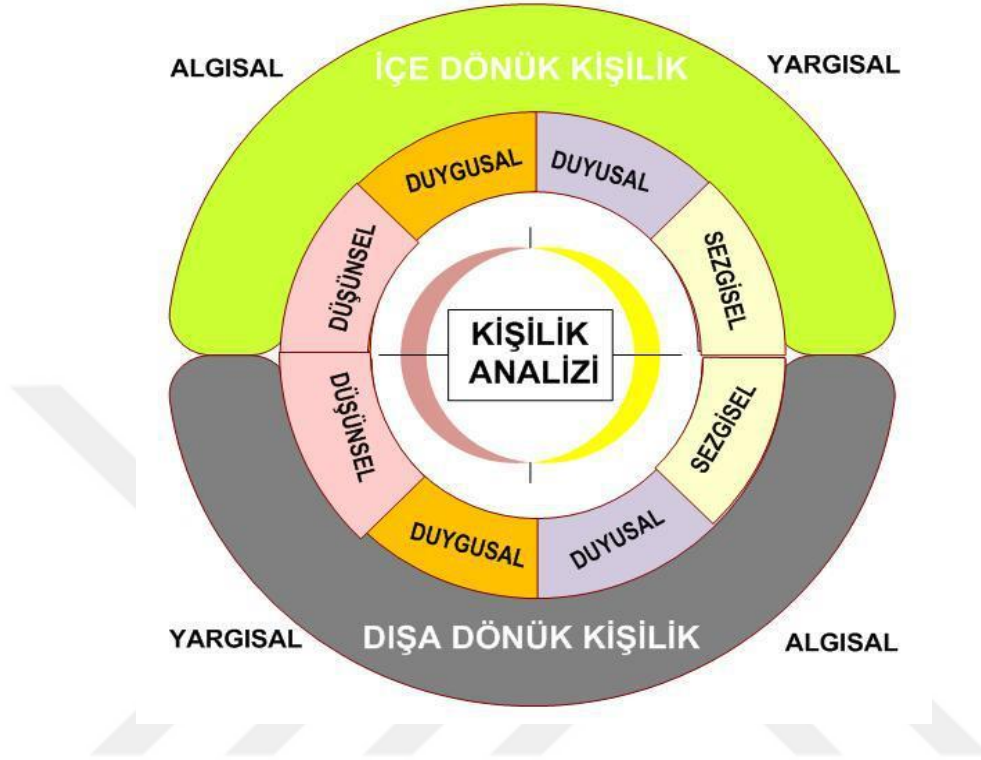 ALGISAL
İÇE DÖNÜK KİŞİLİK
YARGISAL
DUYGUSAL
DUYUSAL
DÜŞÜNSEL
SEZGİSEL
KİŞİLİK
ANALİZİ
DÜŞÜNSEL
SEZGİSEL
DUYGUSAL
DUYUSAL
YARGISAL
DIŞA DÖNÜK KİŞİLİK
ALGISAL